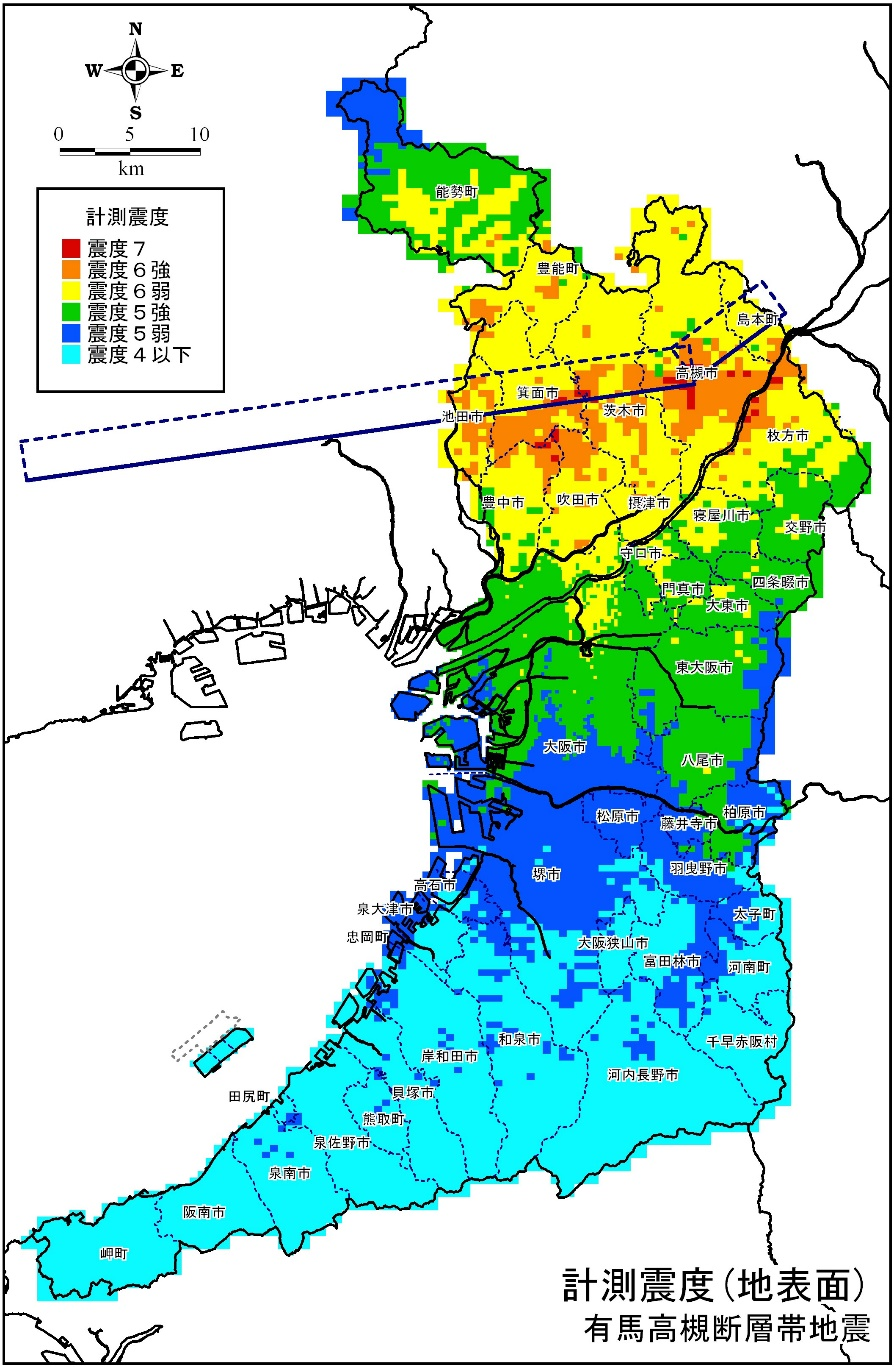 N
W E
S
0 5 10
km
計測震度
震度７
震度６強
震度６弱
震度５強
震度５弱
震度４以下
能勢町
豊能町
島本町
高槻市
箕面市
茨木市
池田市
枚方市
豊中市
吹田市
摂津市
寝屋川市
交野市
守口市
門真市
四条畷市
大東市
東大阪市
大阪市
八尾市
松原市
藤井寺市
柏原市
羽曳野市
堺市
高石市
泉大津市
太子町
忠岡町
大阪狭山市
富田林市
河南町
和泉市
千早赤阪村
岸和田市
河内長野市
貝塚市
田尻町
熊取町
泉佐野市
泉南市
阪南市
岬町
計測震度（地表面）
有馬高槻断層帯地震